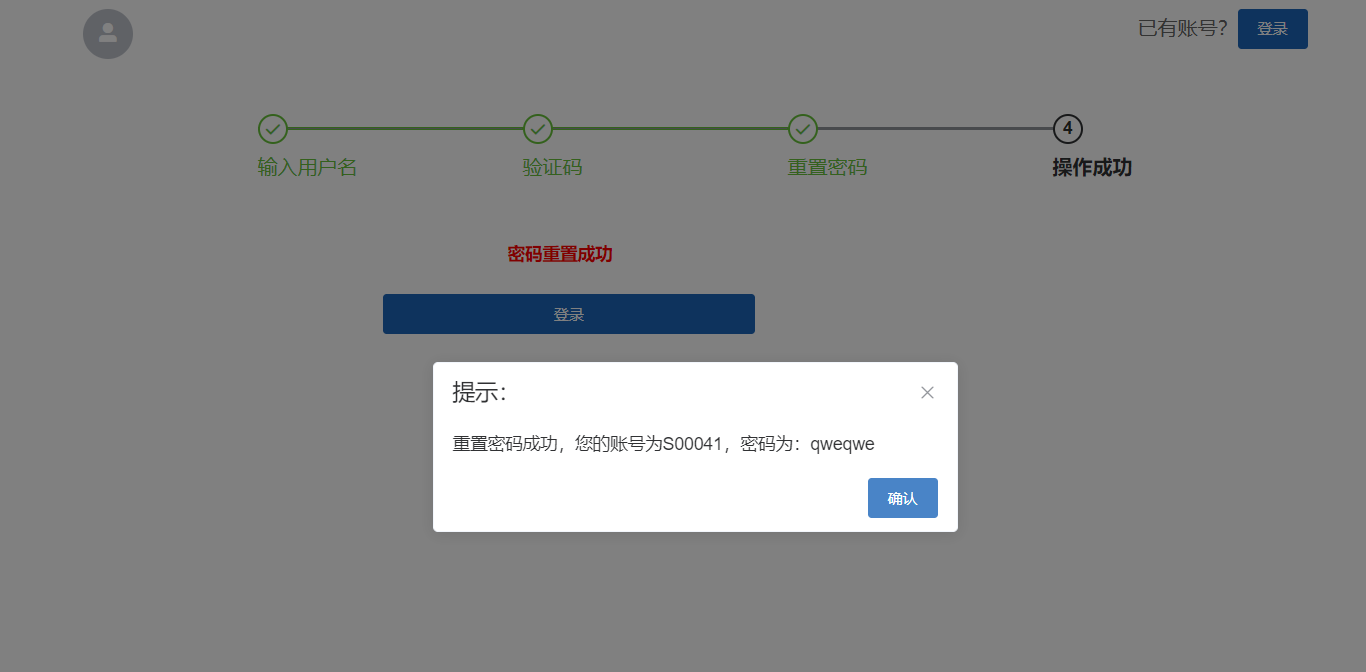 已有账号?
登录
4
输入用户名
验证码
重置密码
操作成功
密码重置成功
登录
提示：
重置密码成功，您的账号为S00041，密码为：qweqwe
确认